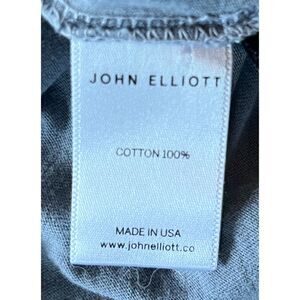 JOHN ELLIOTT
COTTON 100%
MADE IN USA
www.johnelliott.co